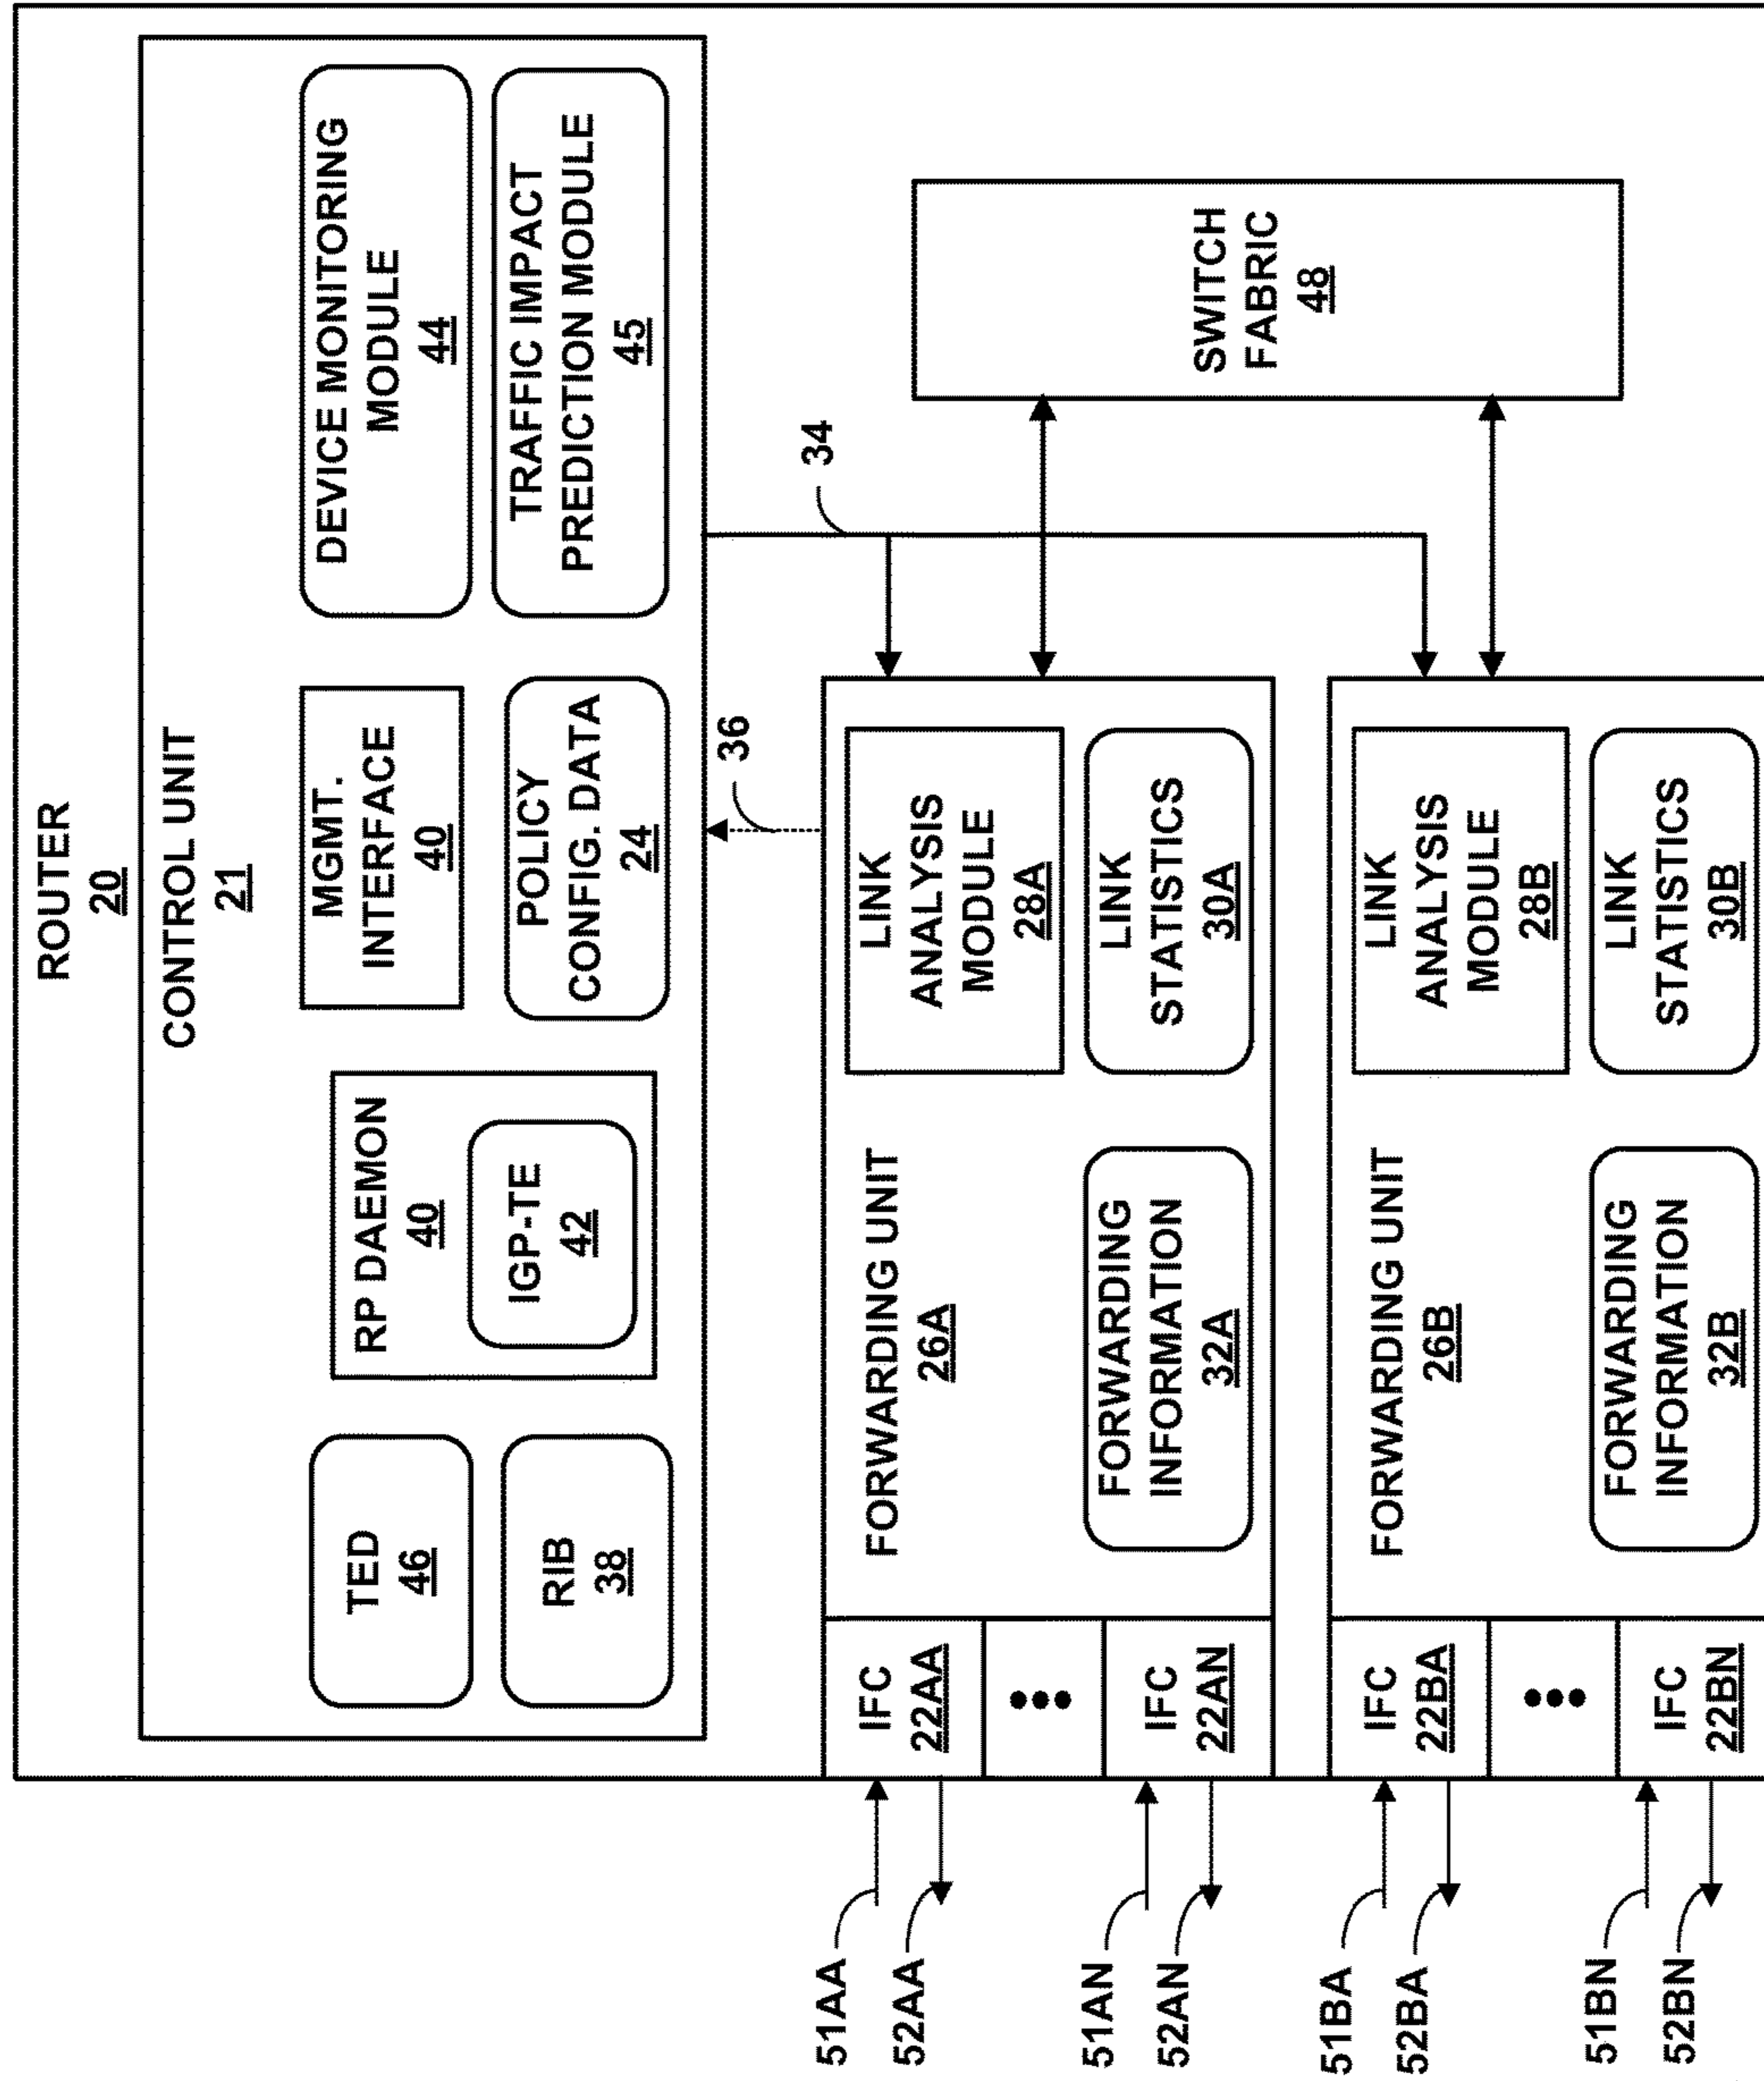 ROUTER
20
CONTROL UNIT
21
TED
46
RIB
38
RP DAEMON
40
IGP-TE
42
MGMT.
INTERFACE
40
POLICY
CONFIG. DATA
24
DEVICE MONITORING
MODULE
44
TRAFFIC IMPACT
PREDICTION MODULE
45
36
34
51AA
52AA
51AN
52AN
IFC
22AA
IFC
22AN
FORWARDING UNIT
26A
FORWARDING
INFORMATION
32A
LINK
ANALYSIS
MODULE
28A
LINK
STATISTICS
30A
SWITCH
FABRIC
48
51BA
52BA
51BN
52BN
IFC
22BA
IFC
22BN
FORWARDING UNIT
26B
FORWARDING
INFORMATION
32B
LINK
ANALYSIS
MODULE
28B
LINK
STATISTICS
30B